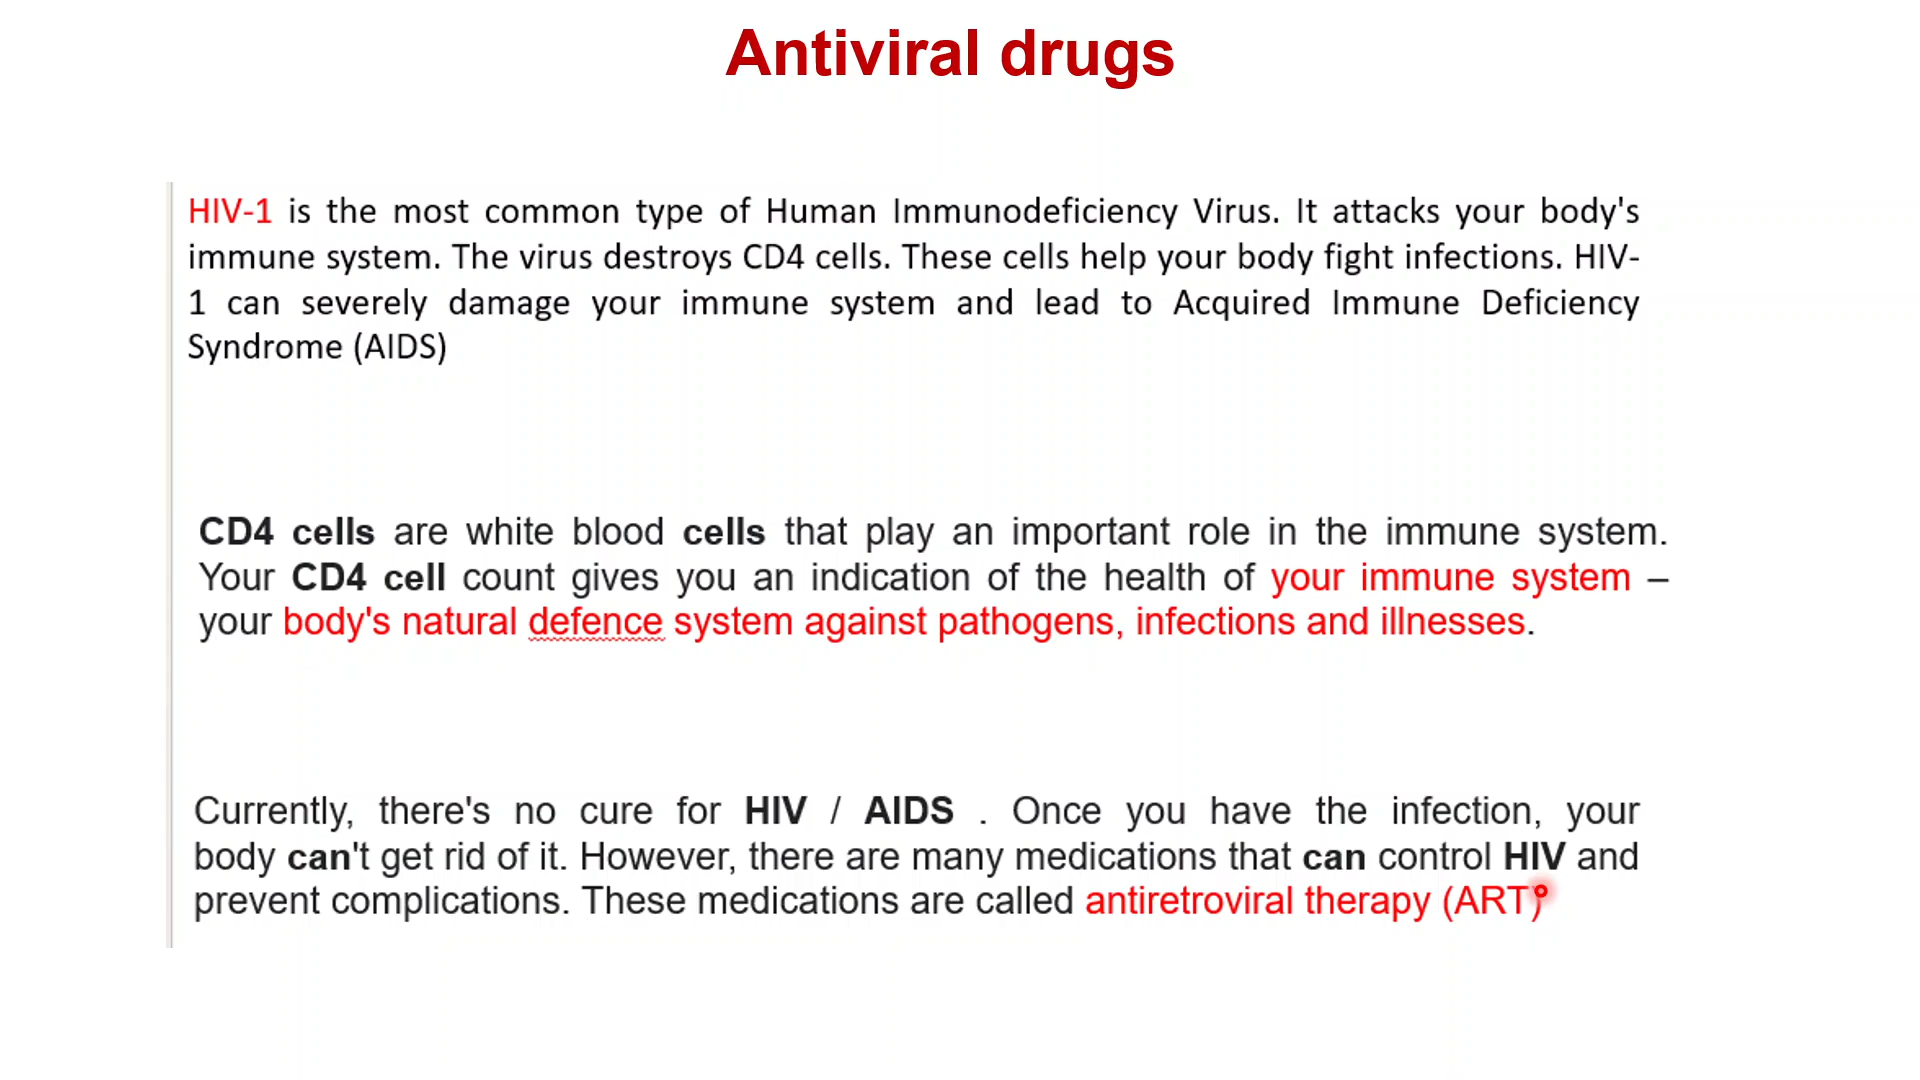 Antiviral drugs
HIV-1 is the most common type of Human Immunodeficiency Virus. It attacks your body's
immune system. The virus destroys CD4 cells. These cells help your body fight infections. HIV-
1 can severely damage your immune system and lead to Acquired Immune Deficiency
Syndrome (AIDS)
CD4 cells are white blood cells that play an important role in the immune system.
Your CD4 cell count gives you an indication of the health of your immune system –
your body's natural defence system against pathogens, infections and illnesses.
Currently, there's no cure for HIV / AIDS . Once you have the infection, your
body can't get rid of it. However, there are many medications that can control HIV and
prevent complications. These medications are called antiretroviral therapy (ART)